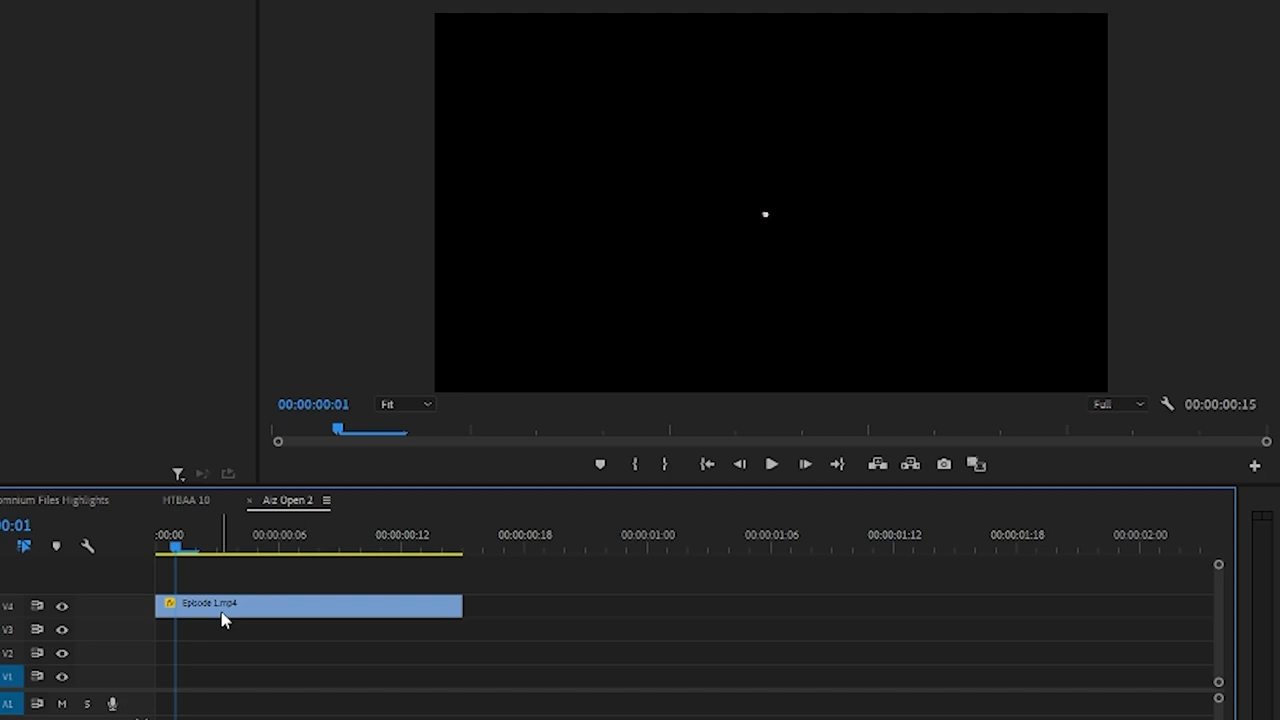 00:00:00:01 Fit Full 00:00:00:15
omnium Files Highlights HTBAA 10 × Aiz Open 2
00:01
:00:00 00:00:00:06 00:00:00:12 00:00:00:18 00:00:01:00 00:00:01:06 00:00:01:12 00:00:01:18 00:00:02:00
V4 fx Episode 1.mp4
V3
V2
V1
A1 M S